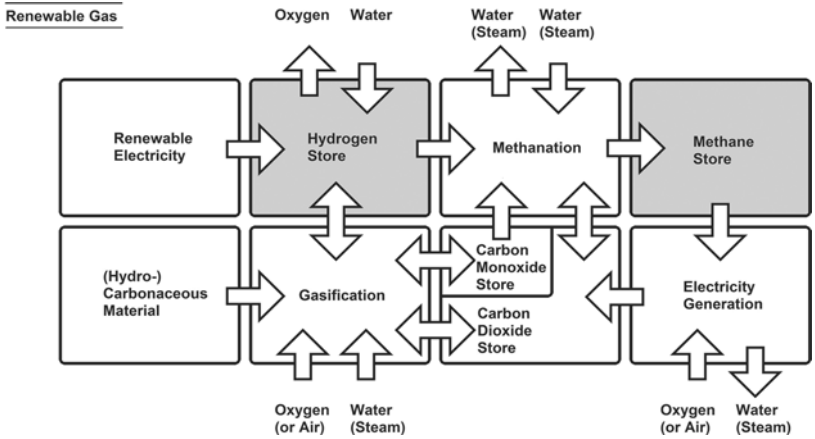 Renewable Gas
Oxygen
Water
Water
(Steam)
Water
(Steam)
Renewable
Electricity
Hydrogen
Store
Methanation
Methane
Store
(Hydro-)
Carbonaceous
Material
Gasification
Carbon
Monoxide
Store
Carbon
Dioxide
Store
Electricity
Generation
Oxygen
(or Air)
Water
(Steam)
Oxygen
(or Air)
Water
(Steam)